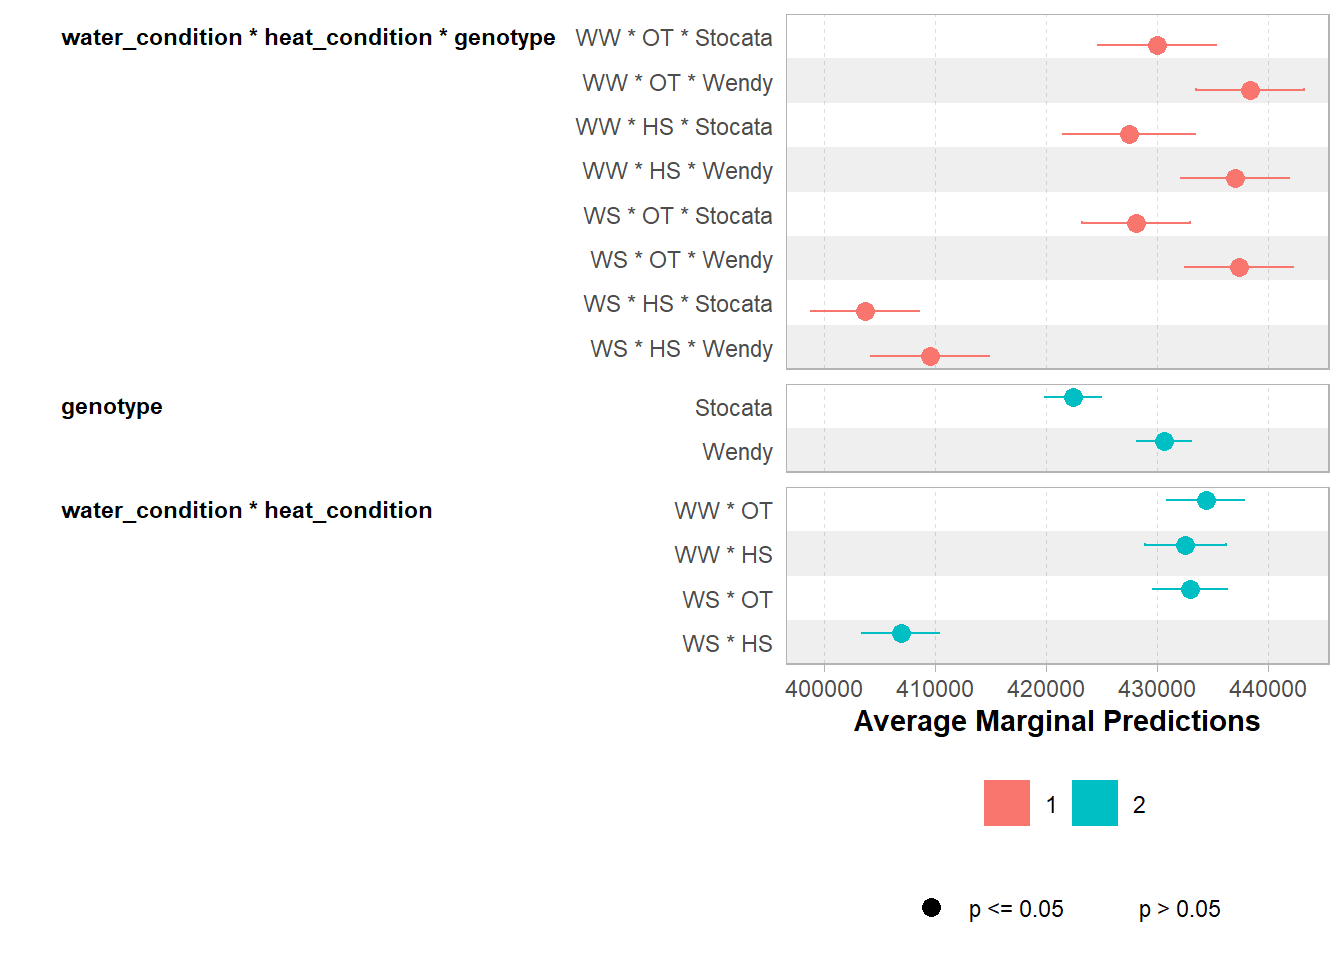 water_condition * heat_condition * genotype WW * OT * Stocata
WW * OT * Wendy
WW * HS * Stocata
WW * HS * Wendy
WS * OT * Stocata
WS * OT * Wendy
WS * HS * Stocata
WS * HS * Wendy
genotype Stocata
Wendy
water_condition * heat_condition WW * OT
WW * HS
WS * OT
WS * HS
400000 410000 420000 430000 440000
Average Marginal Predictions
1 2
p <= 0.05 p > 0.05